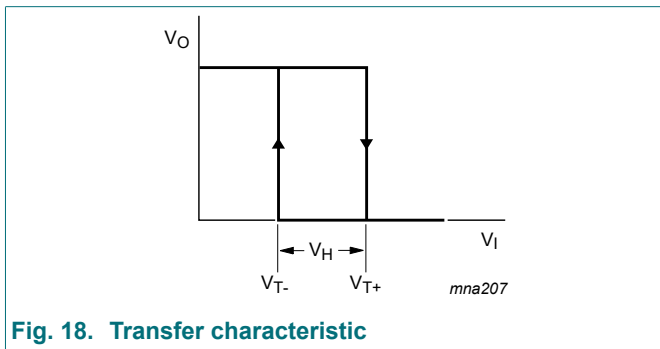 VO
VH
VI
VT-
VT+
mna207
Fig. 18. Transfer characteristic